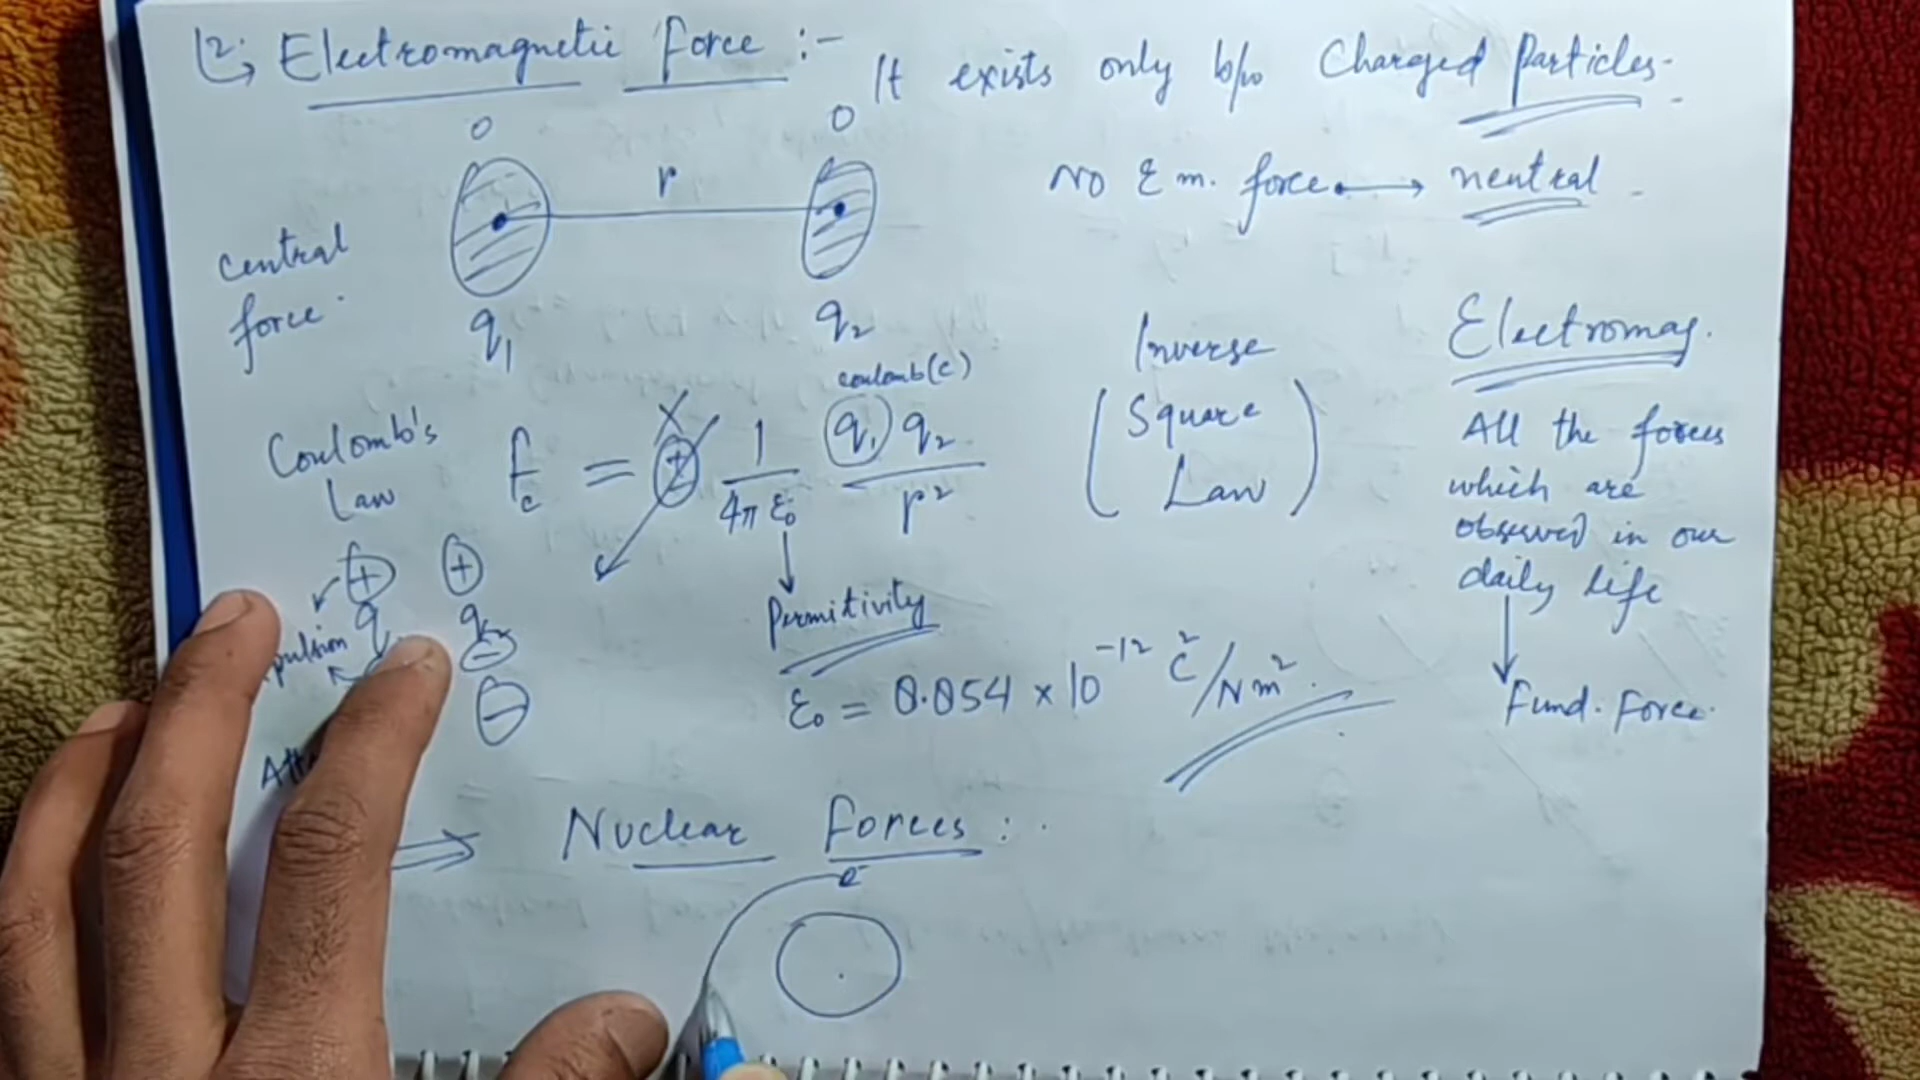 2. Electromagnetic Force :-
It exists only b/w Charged Particles.
0 0
r
No E m. force → neutral
central
force.
q1 q2
coulomb(c)
Coulomb's
Law
Fc = ± 1/4π ε0 q1 q2/r²
Inverse
Square
Law
Electromag.
All the forces
which are
observed in our
daily life
Fund. Force.
+ +
q
pulsion
- -
Permitivity
ε0 = 8.854 × 10⁻¹² C²/Nm².
⇒ Nuclear Forces :.
e⁻